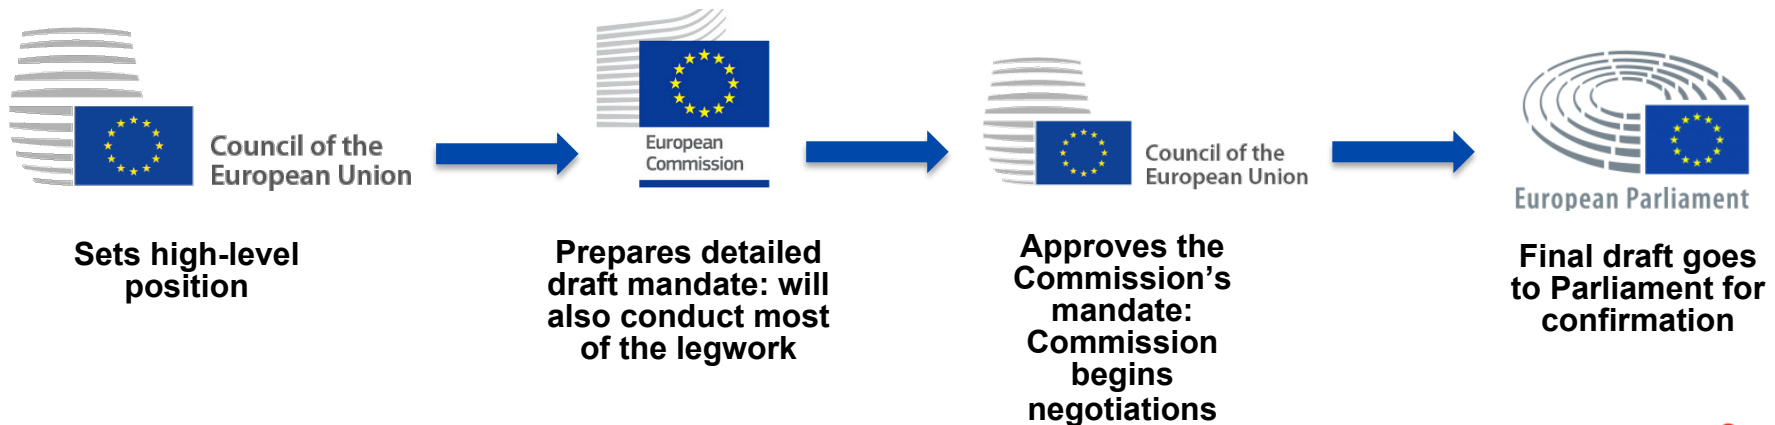 Council of the
European Union
Sets high-level
position
European
Commission
Prepares detailed
draft mandate: will
also conduct most
of the legwork
Council of the
European Union
Approves the
Commission’s
mandate:
Commission
begins
negotiations
European Parliament
Final draft goes
to Parliament for
confirmation